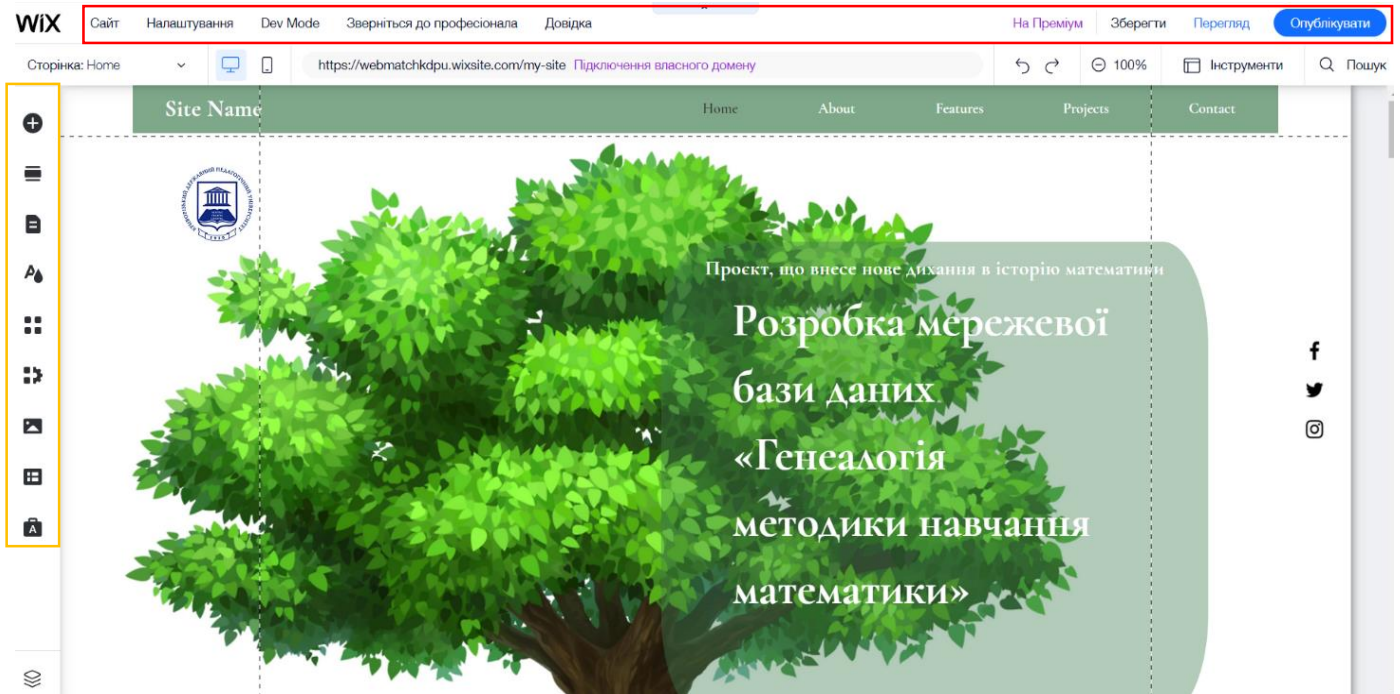 WiX Сайт Налаштування Dev Mode Зверніться до професіонала Довідка На Преміум Зберегти Перегляд Опублікувати
Сторінка: Home https://webmatchkdpu.wixsite.com/my-site Підключення власного домену 100% Інструменти Пошук
Site Name Home About Features Projects Contact
Проєкт, що внесе нове дихання в історію математики
Розробка мережевої
бази даних
«Генеалогія
методики навчання
математики»